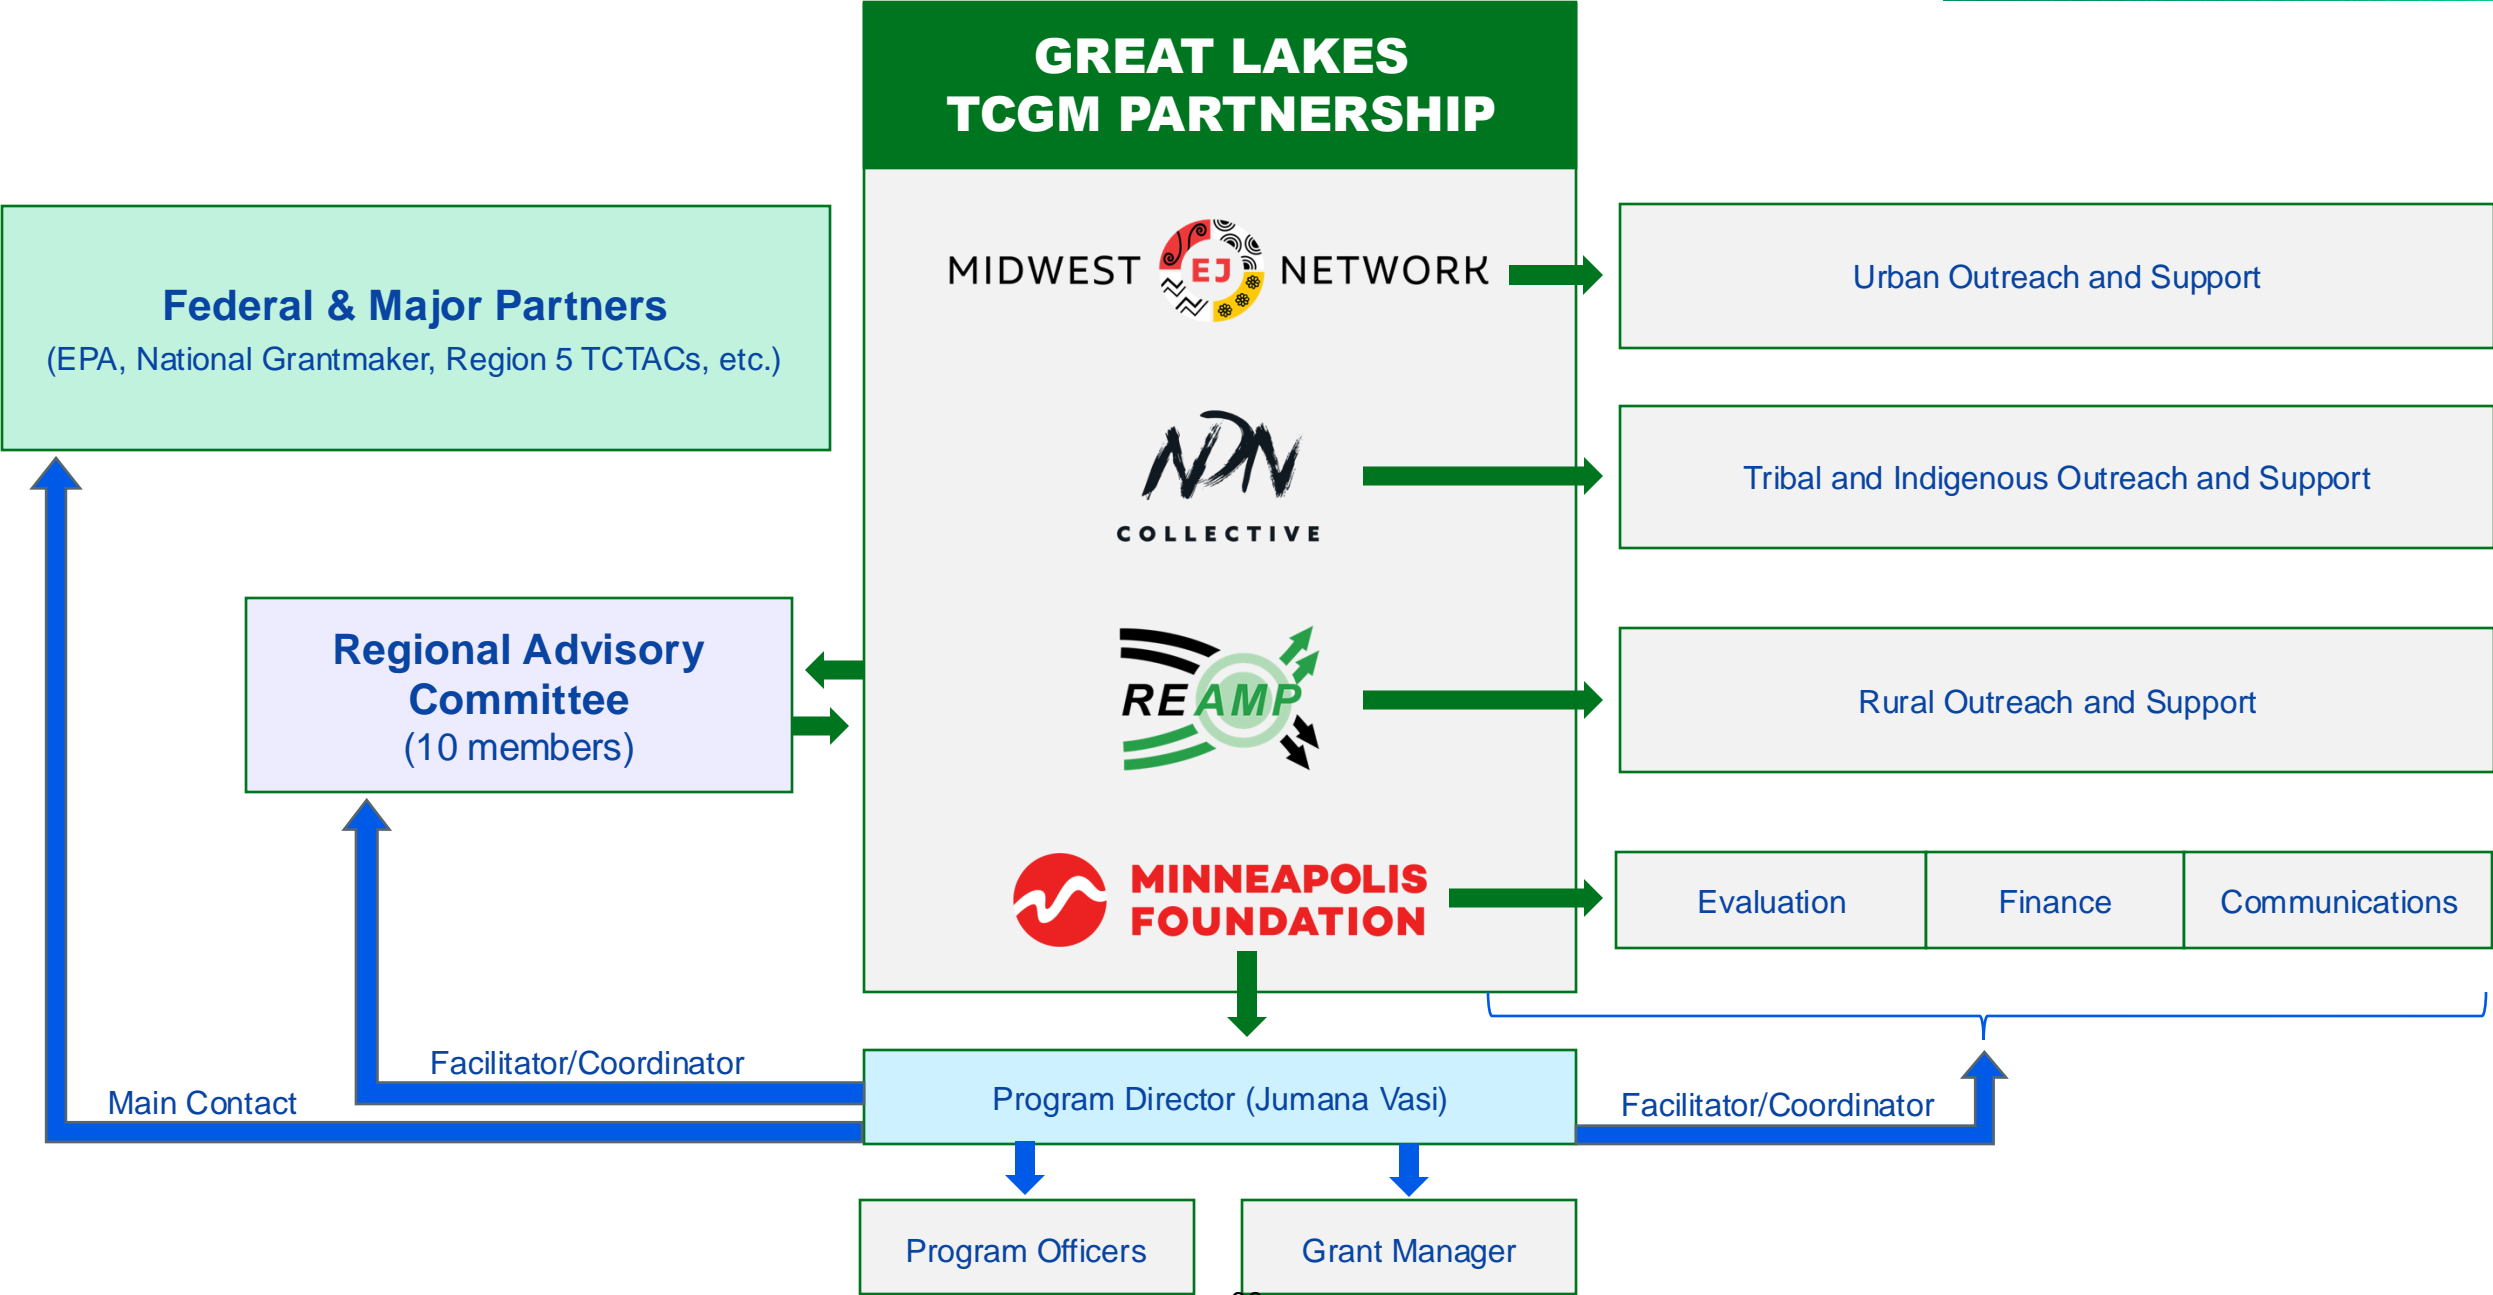 GREAT LAKES
TCGM PARTNERSHIP
Federal & Major Partners
(EPA, National Grantmaker, Region 5 TCTACs, etc.)
MIDWEST EJ NETWORK
Urban Outreach and Support
NDN
COLLECTIVE
Tribal and Indigenous Outreach and Support
Regional Advisory
Committee
(10 members)
REAMP
Rural Outreach and Support
MINNEAPOLIS
FOUNDATION
Evaluation
Finance
Communications
Facilitator/Coordinator
Main Contact
Program Director (Jumana Vasi)
Facilitator/Coordinator
Program Officers
Grant Manager